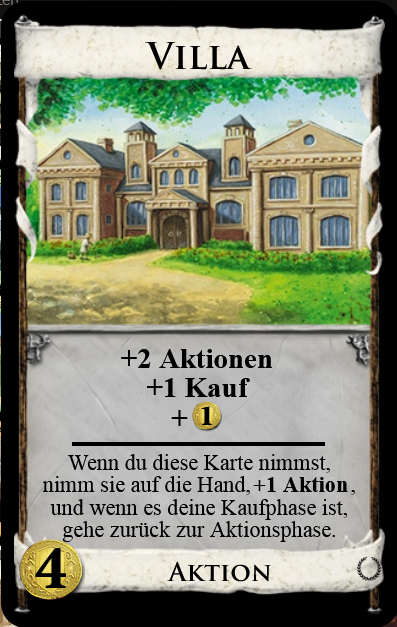 VILLA
+2 Aktionen
+1 Kauf
+ 1
Wenn du diese Karte nimmst,
nimm sie auf die Hand, +1 Aktion,
und wenn es deine Kaufphase ist,
gehe zurück zur Aktionsphase.
4
AKTION